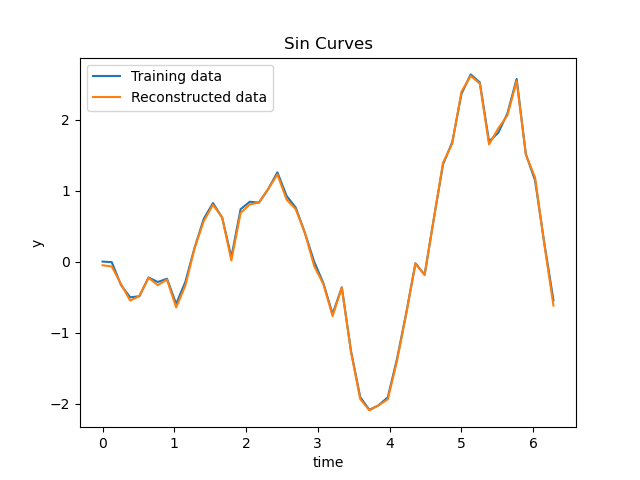 Sin Curves
Training data
Reconstructed data
y
2
1
0
−1
−2
0 1 2 3 4 5 6
time